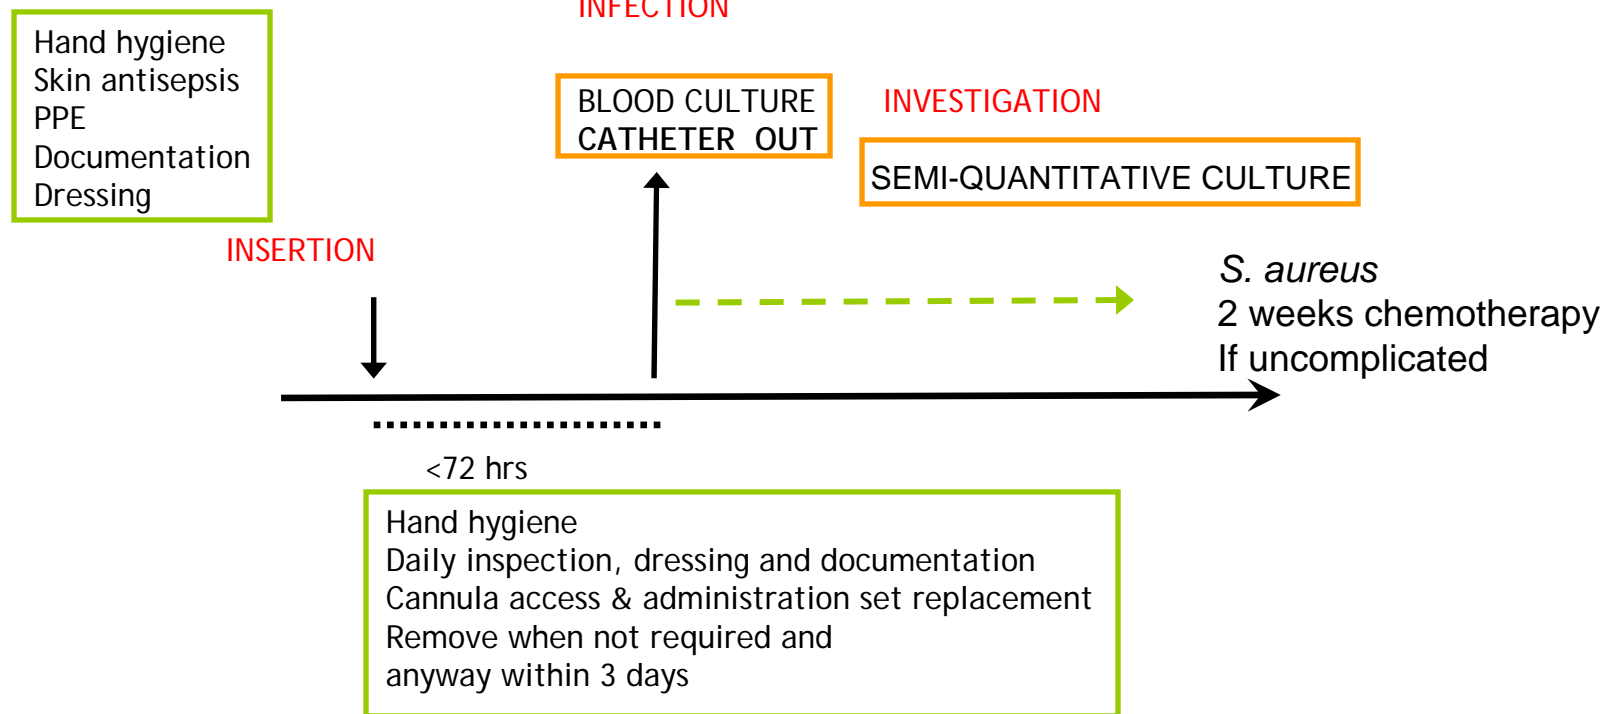 INFECTION
Hand hygiene
Skin antisepsis
PPE
Documentation
Dressing
BLOOD CULTURE
CATHETER OUT
INVESTIGATION
SEMI-QUANTITATIVE CULTURE
INSERTION
S. aureus
2 weeks chemotherapy
If uncomplicated
<72 hrs
Hand hygiene
Daily inspection, dressing and documentation
Cannula access & administration set replacement
Remove when not required and
anyway within 3 days